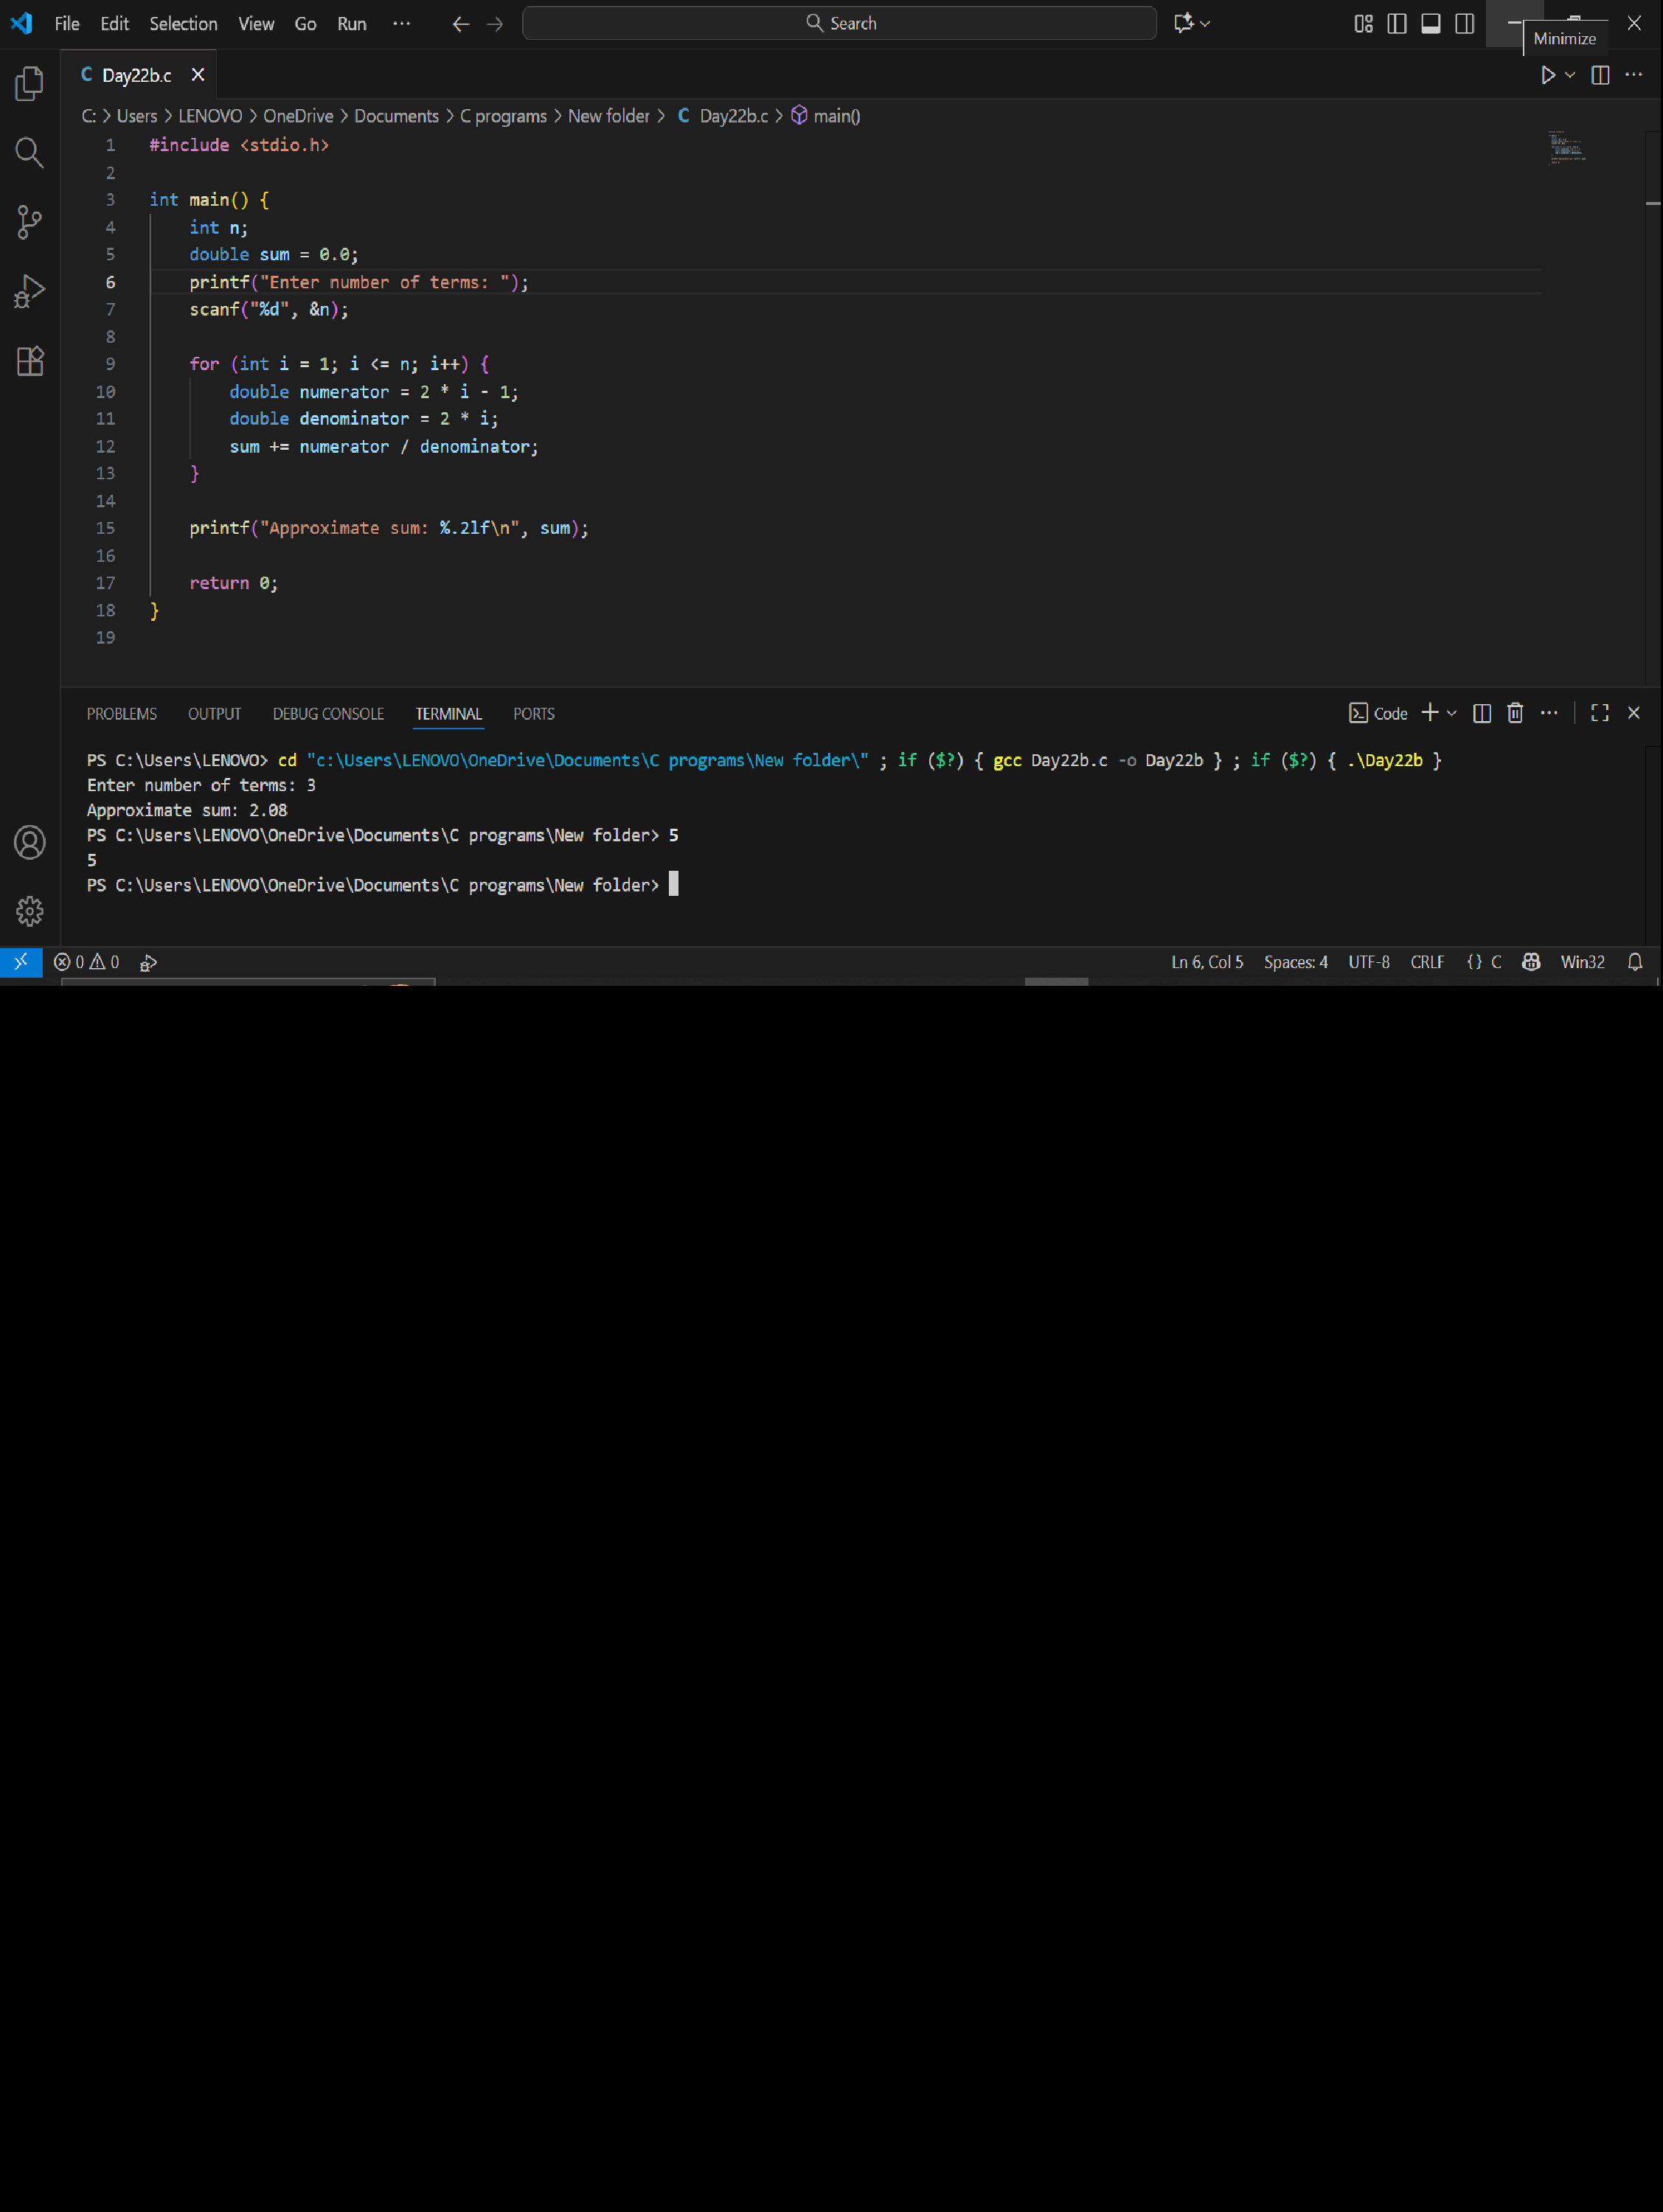 File Edit Selection View Go Run ··· Search
Minimize
C Day22b.c
C: > Users > LENOVO > OneDrive > Documents > C programs > New folder > C Day22b.c > main()
1 #include <stdio.h>
2
3 int main() {
4     int n;
5     double sum = 0.0;
6     printf("Enter number of terms: ");
7     scanf("%d", &n);
8
9     for (int i = 1; i <= n; i++) {
10         double numerator = 2 * i - 1;
11         double denominator = 2 * i;
12         sum += numerator / denominator;
13     }
14
15     printf("Approximate sum: %.2lf\n", sum);
16
17     return 0;
18 }
19
PROBLEMS OUTPUT DEBUG CONSOLE TERMINAL PORTS Code
PS C:\Users\LENOVO> cd "c:\Users\LENOVO\OneDrive\Documents\C programs\New folder\" ; if ($?) { gcc Day22b.c -o Day22b } ; if ($?) { .\Day22b }
Enter number of terms: 3
Approximate sum: 2.08
PS C:\Users\LENOVO\OneDrive\Documents\C programs\New folder> 5
5
PS C:\Users\LENOVO\OneDrive\Documents\C programs\New folder>
0 0 Ln 6, Col 5 Spaces: 4 UTF-8 CRLF {} C Win32